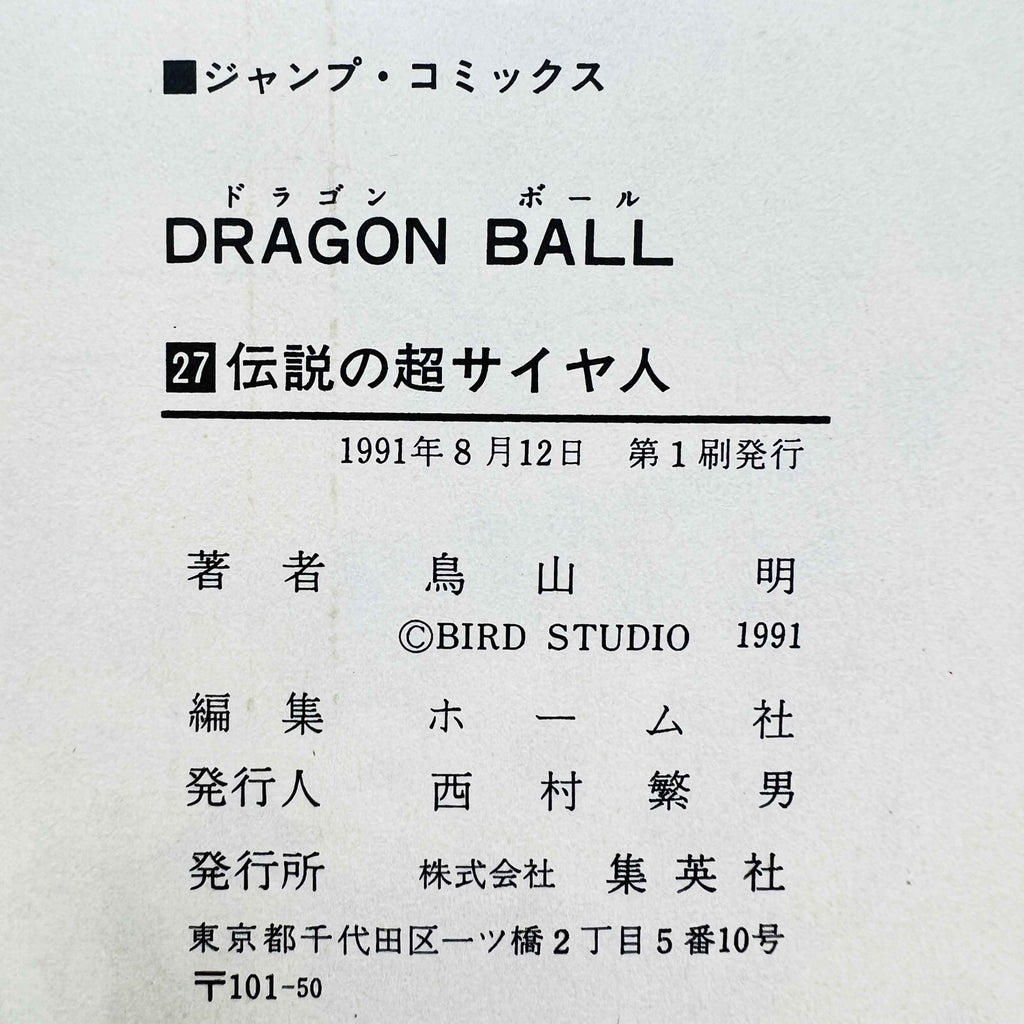 ■ジャンプ・コミックス
ドラゴン ボール
DRAGON BALL
27 伝説の超サイヤ人
1991年8月12日 第1刷発行
著者 鳥山 明
©BIRD STUDIO 1991
編集 ホーム社
発行人 西村繁男
発行所 株式会社 集英社
東京都千代田区一ツ橋2丁目5番10号
〒101-50